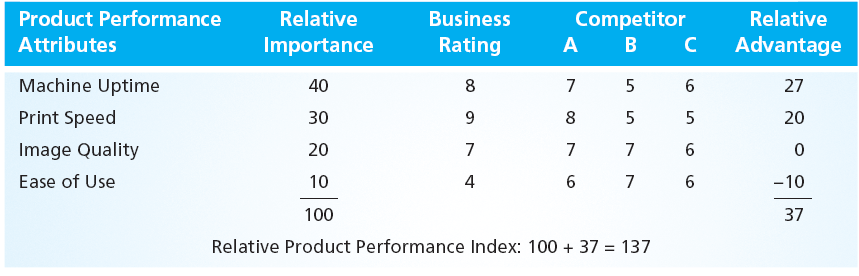 Product Performance Relative Business Competitor Relative
Attributes Importance Rating A B C Advantage
Machine Uptime 40 8 7 5 6 27
Print Speed 30 9 8 5 5 20
Image Quality 20 7 7 7 6 0
Ease of Use 10 4 6 7 6 –10
100 37
Relative Product Performance Index: 100 + 37 = 137